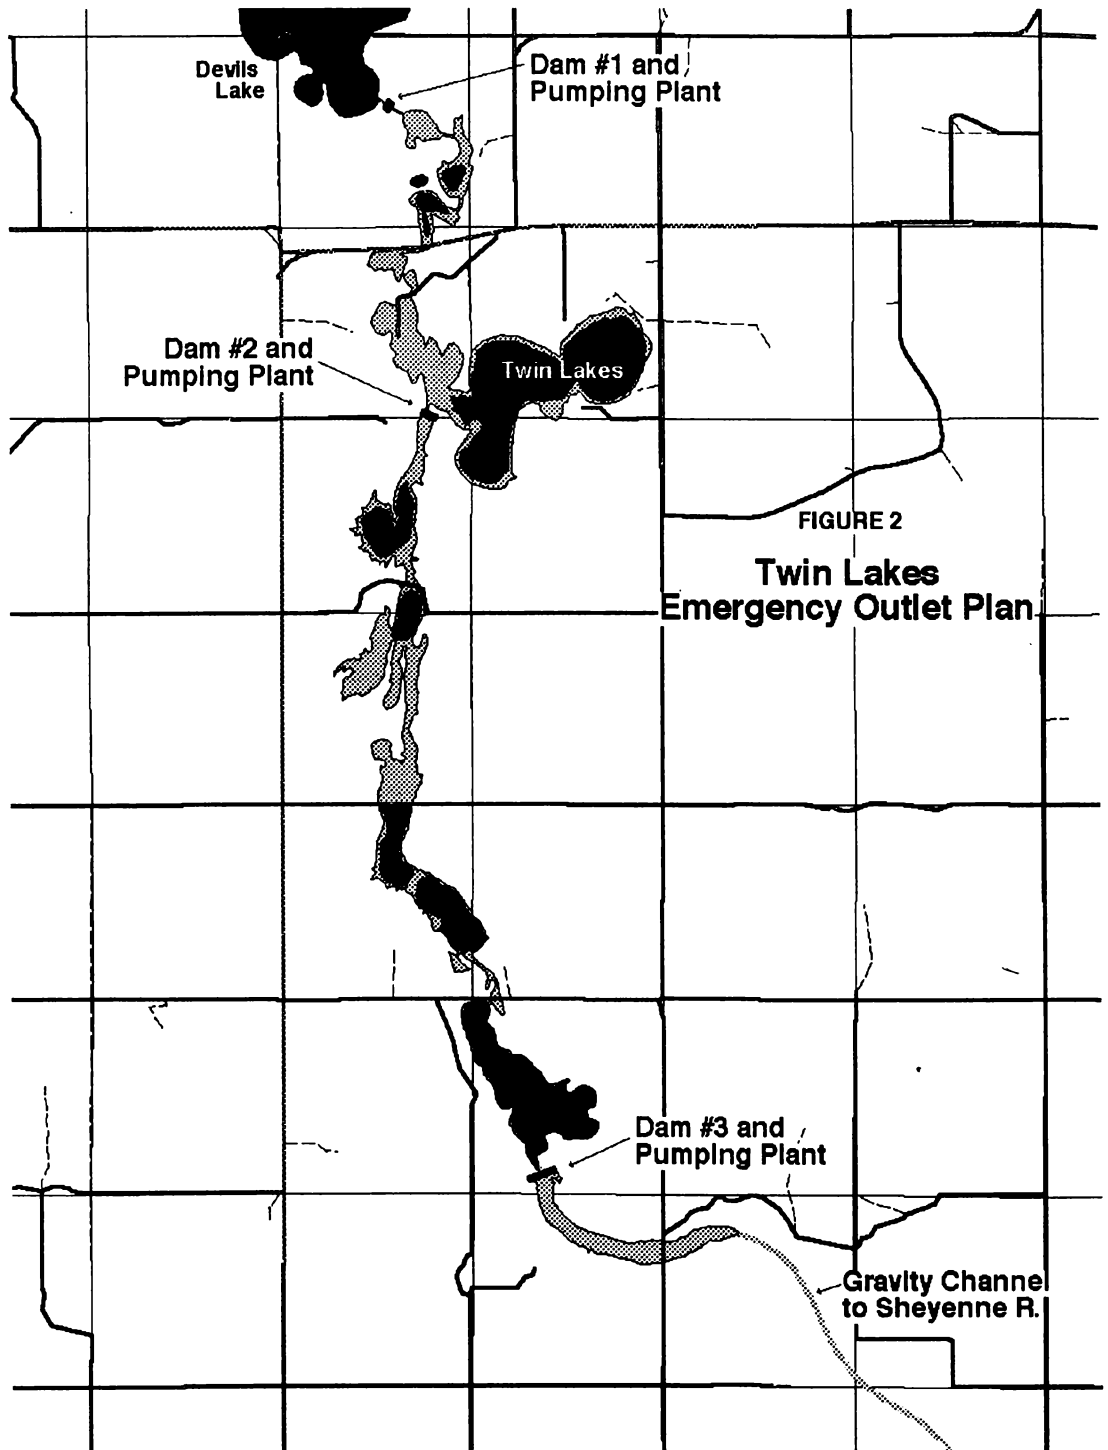 Devils
Lake
Dam #1 and
Pumping Plant
Dam #2 and
Pumping Plant
Twin Lakes
FIGURE 2
Twin Lakes
Emergency Outlet Plan
Dam #3 and
Pumping Plant
Gravity Channel
to Sheyenne R.